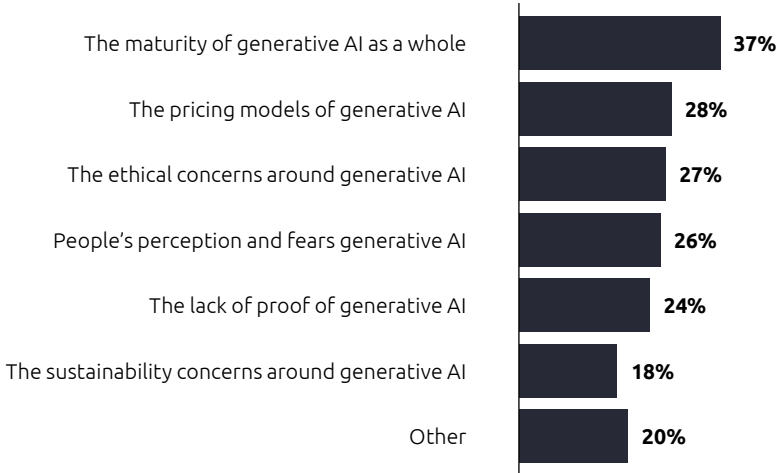 The maturity of generative AI as a whole 37%
The pricing models of generative AI 28%
The ethical concerns around generative AI 27%
People’s perception and fears generative AI 26%
The lack of proof of generative AI 24%
The sustainability concerns around generative AI 18%
Other 20%